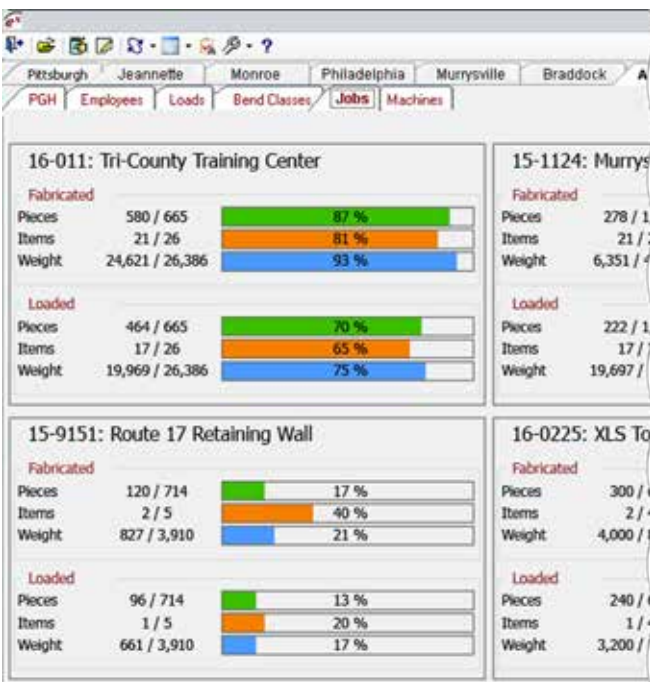 Pittsburgh Jeannette Monroe Philadelphia Murrysville Braddock A
PGH Employees Loads Bend Classes Jobs Machines
16-011: Tri-County Training Center
Fabricated
Pieces 580 / 665 87 %
Items 21 / 26 81 %
Weight 24,621 / 26,386 93 %
Loaded
Pieces 464 / 665 70 %
Items 17 / 26 65 %
Weight 19,969 / 26,386 75 %
15-1124: Murrys
Fabricated
Pieces 278 / 1
Items 21 /
Weight 6,351 /
Loaded
Pieces 222 / 1
Items 17 /
Weight 19,697 /
15-9151: Route 17 Retaining Wall
Fabricated
Pieces 120 / 714 17 %
Items 2 / 5 40 %
Weight 827 / 3,910 21 %
Loaded
Pieces 96 / 714 13 %
Items 1 / 5 20 %
Weight 661 / 3,910 17 %
16-0225: XLS To
Fabricated
Pieces 300 /
Items 2 /
Weight 4,000 /
Loaded
Pieces 240 /
Items 1 /
Weight 3,200 /